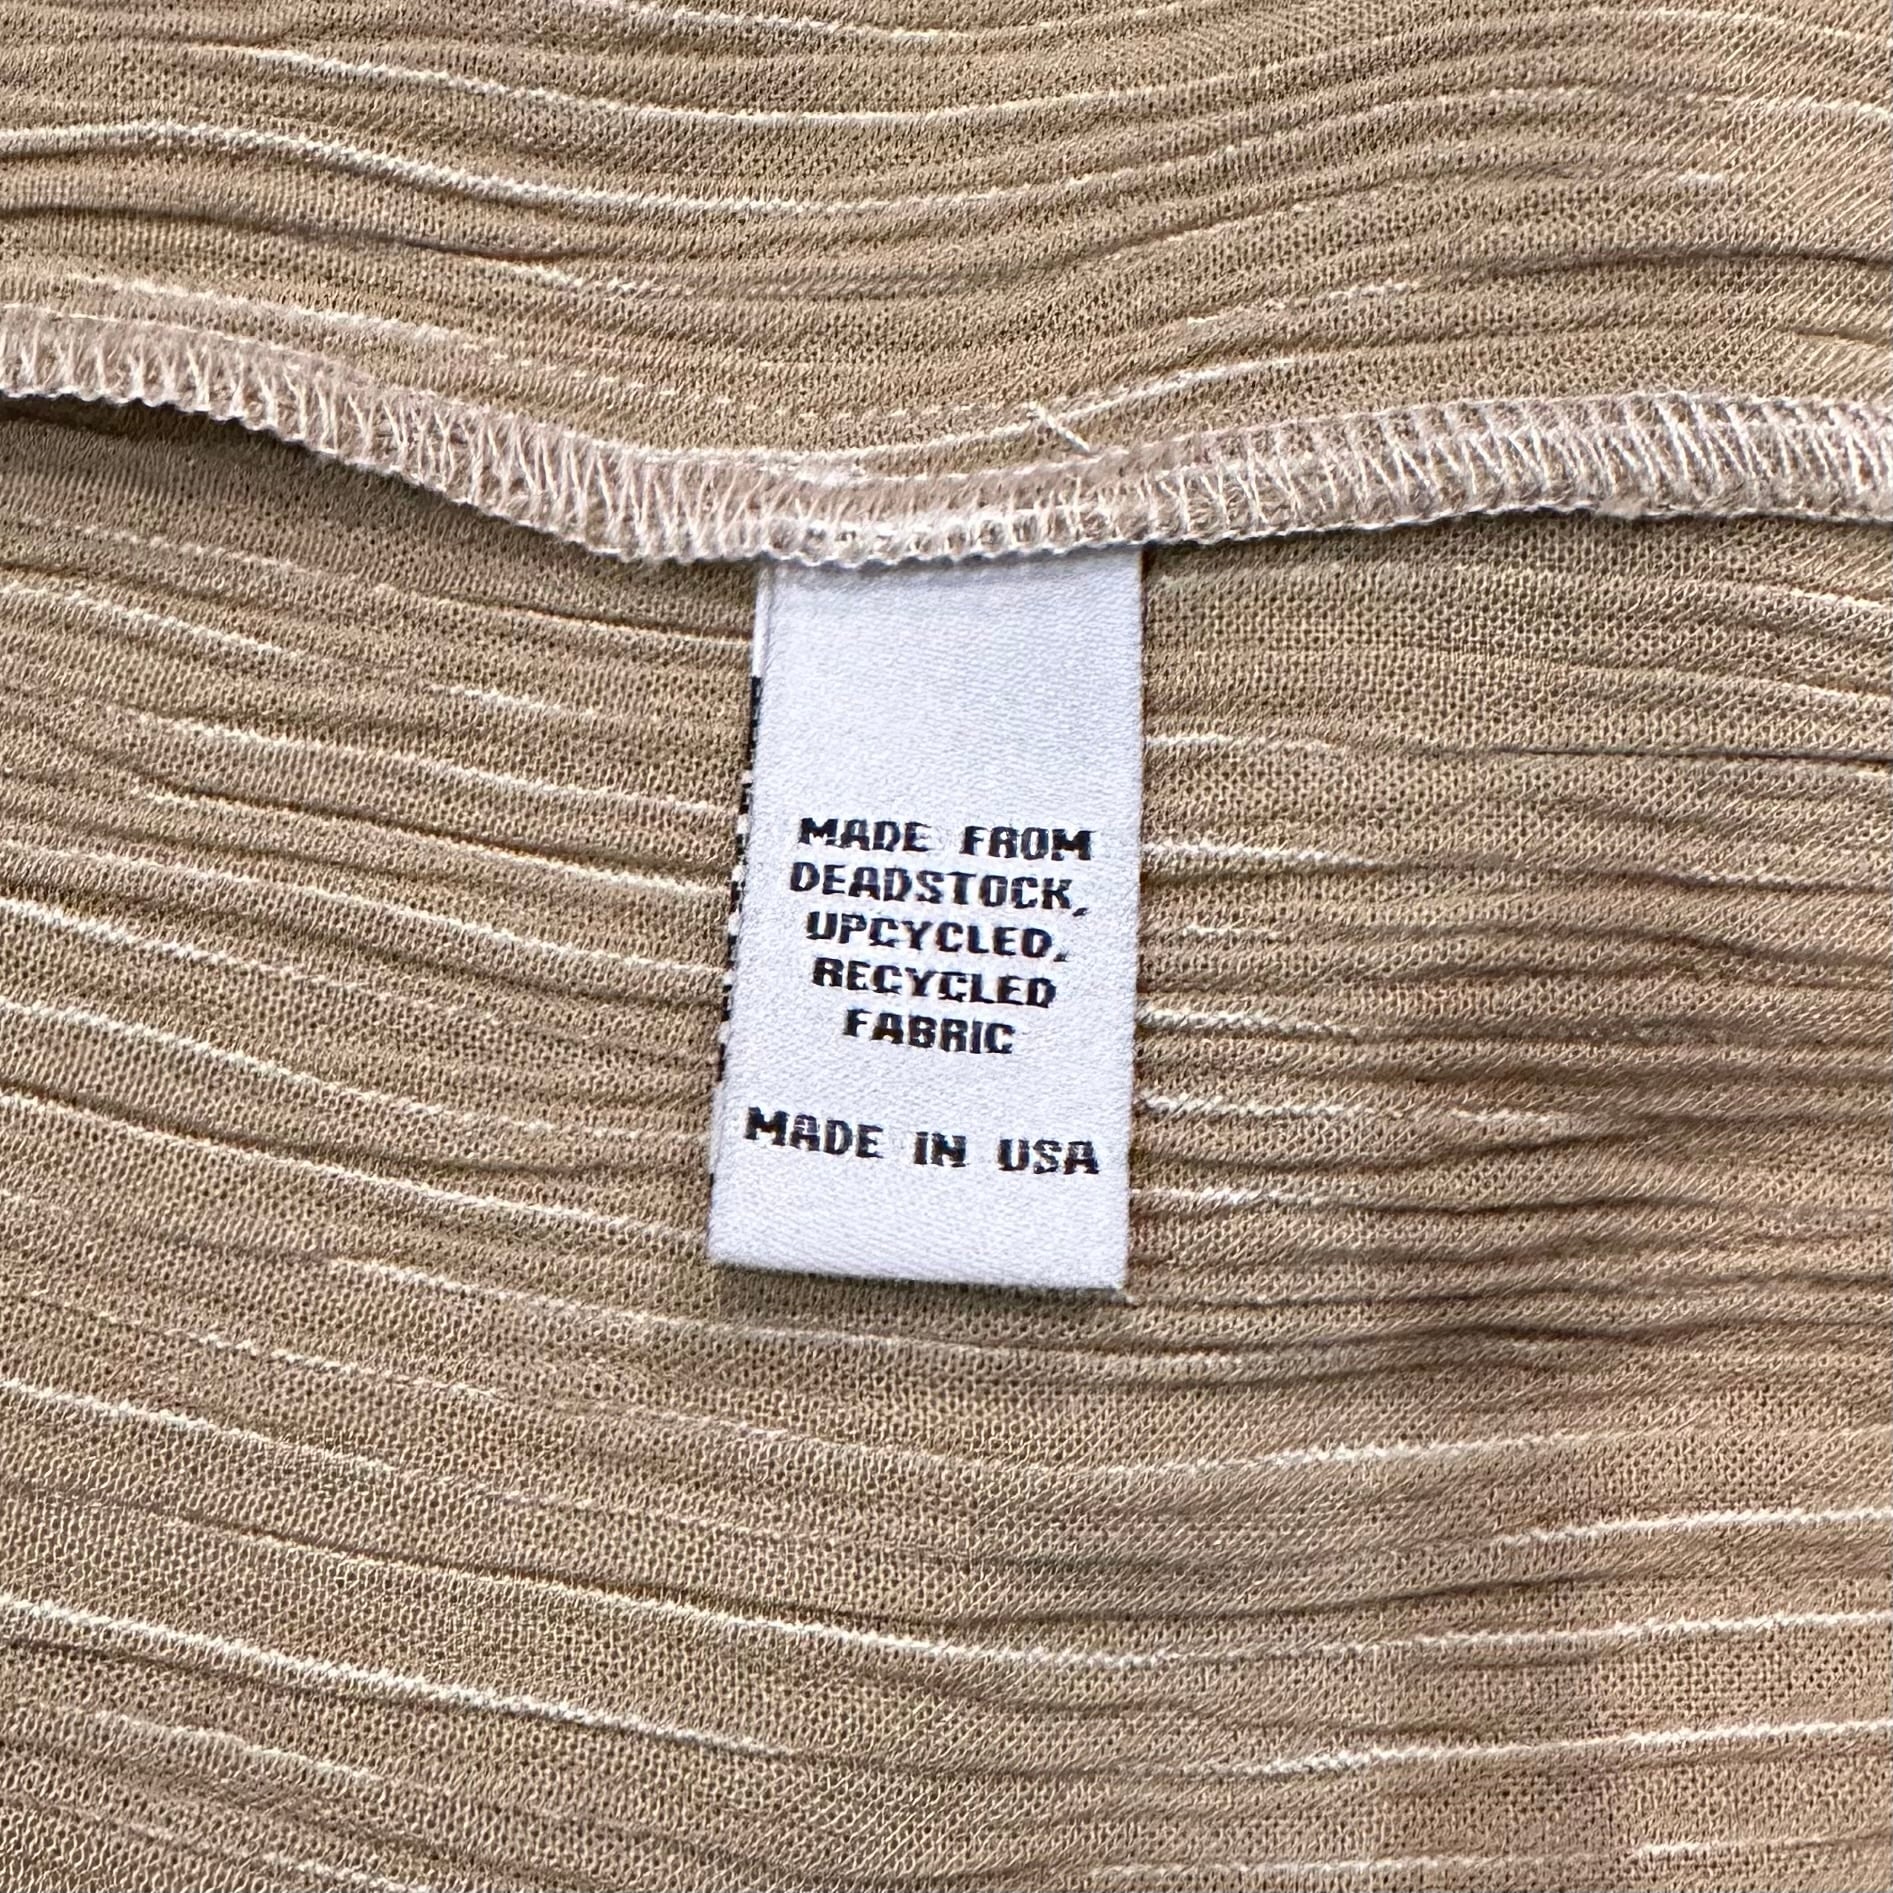 MADE FROM
DEADSTOCK,
UPCYCLED,
RECYCLED
FABRIC
MADE IN USA